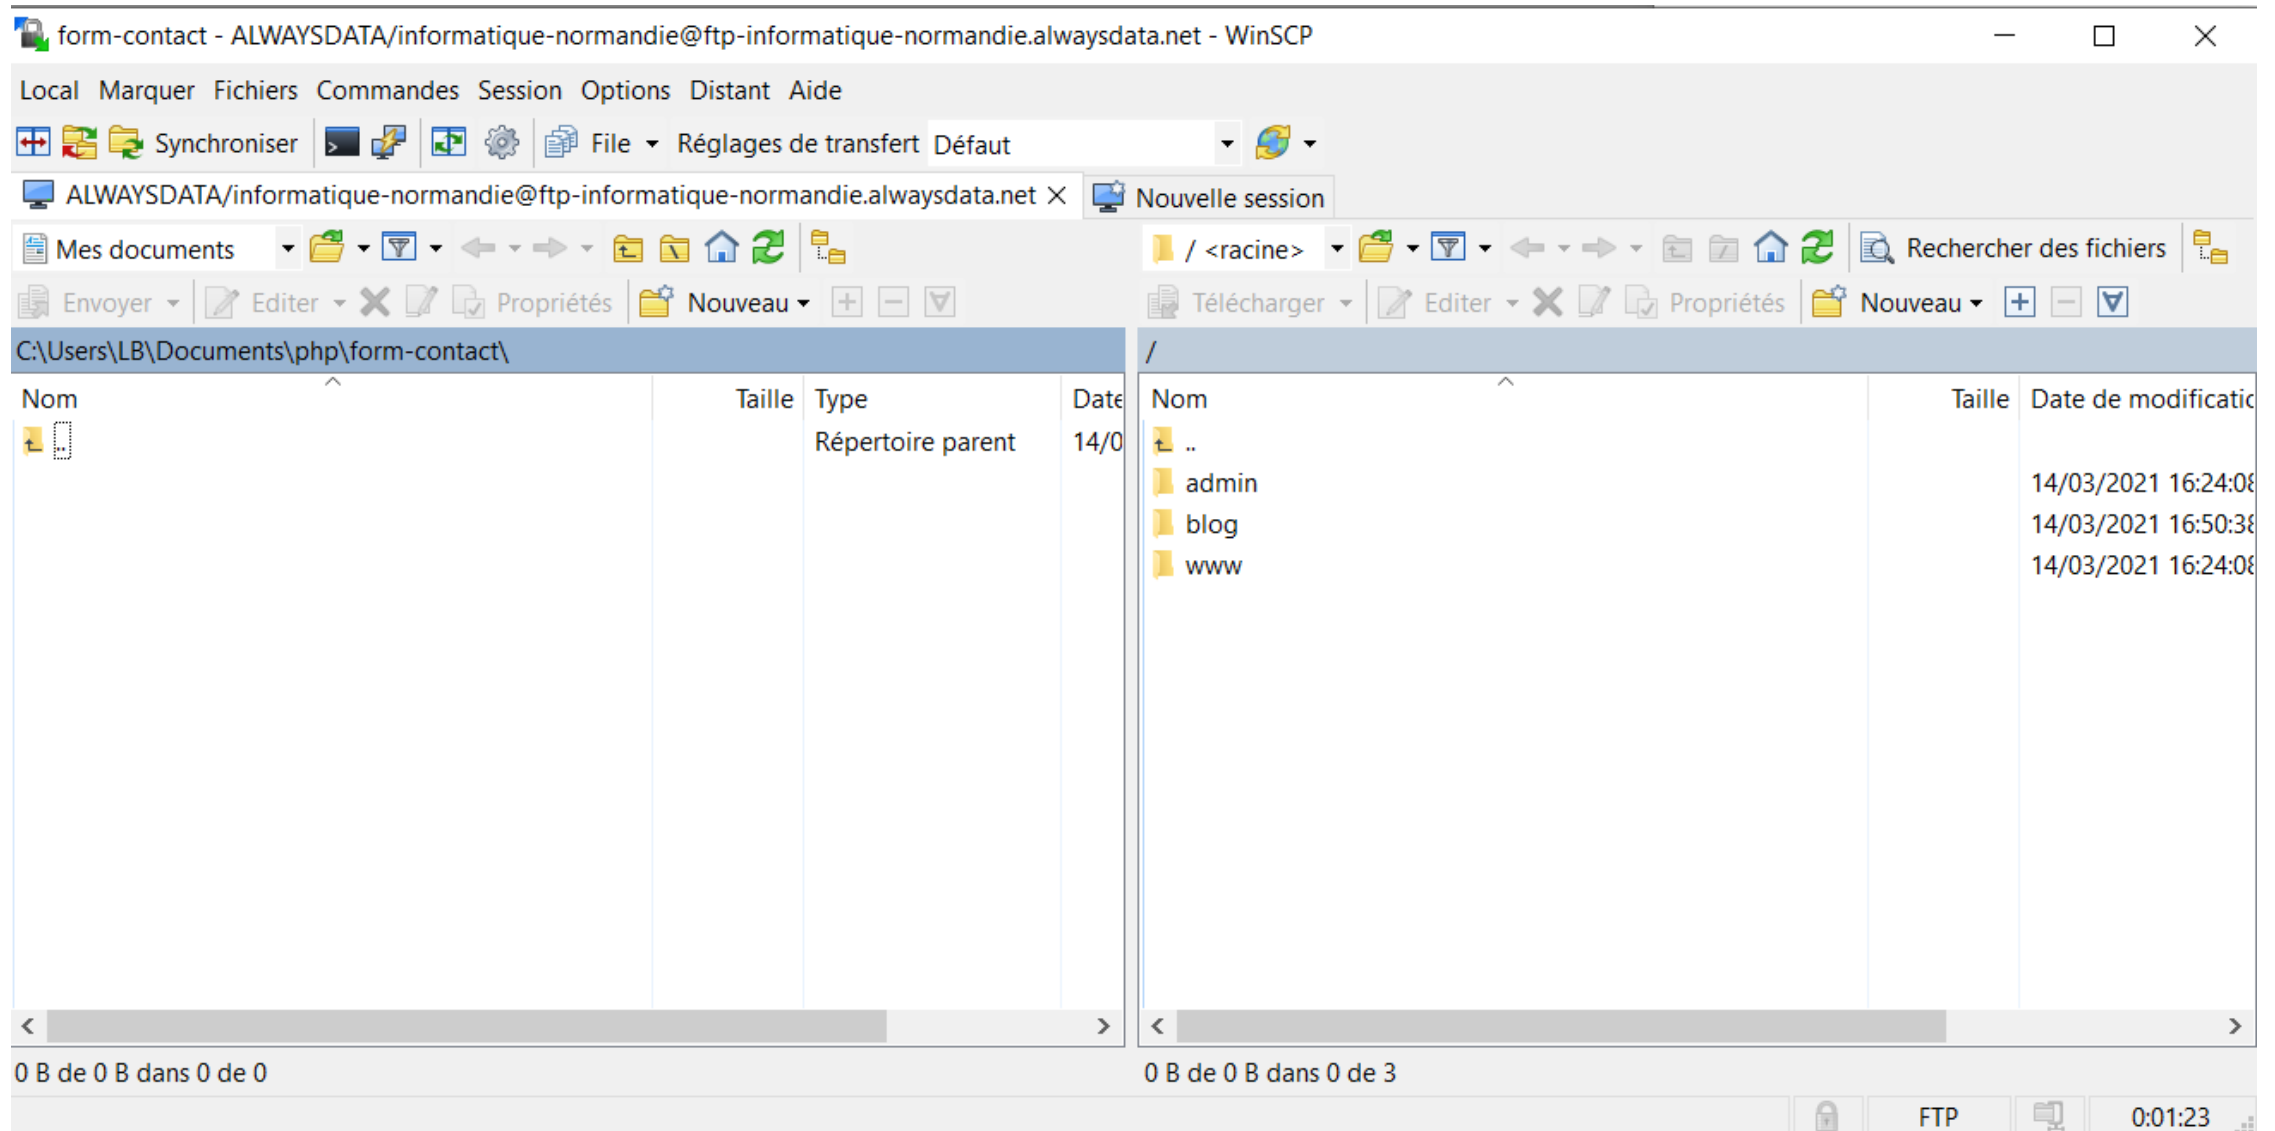 form-contact - ALWAYSDATA/informatique-normandie@ftp-informatique-normandie.alwaysdata.net - WinSCP
Local Marquer Fichiers Commandes Session Options Distant Aide
Synchroniser File Réglages de transfert Défaut
ALWAYSDATA/informatique-normandie@ftp-informatique-normandie.alwaysdata.net Nouvelle session
Mes documents / <racine> Rechercher des fichiers
Envoyer Editer Propriétés Nouveau Télécharger Editer Propriétés Nouveau
C:\Users\LB\Documents\php\form-contact\ /
Nom Taille Type Date Nom Taille Date de modificatic
.. Répertoire parent 14/0 ..
admin 14/03/2021 16:24:08
blog 14/03/2021 16:50:38
www 14/03/2021 16:24:08
0 B de 0 B dans 0 de 0 0 B de 0 B dans 0 de 3
FTP 0:01:23